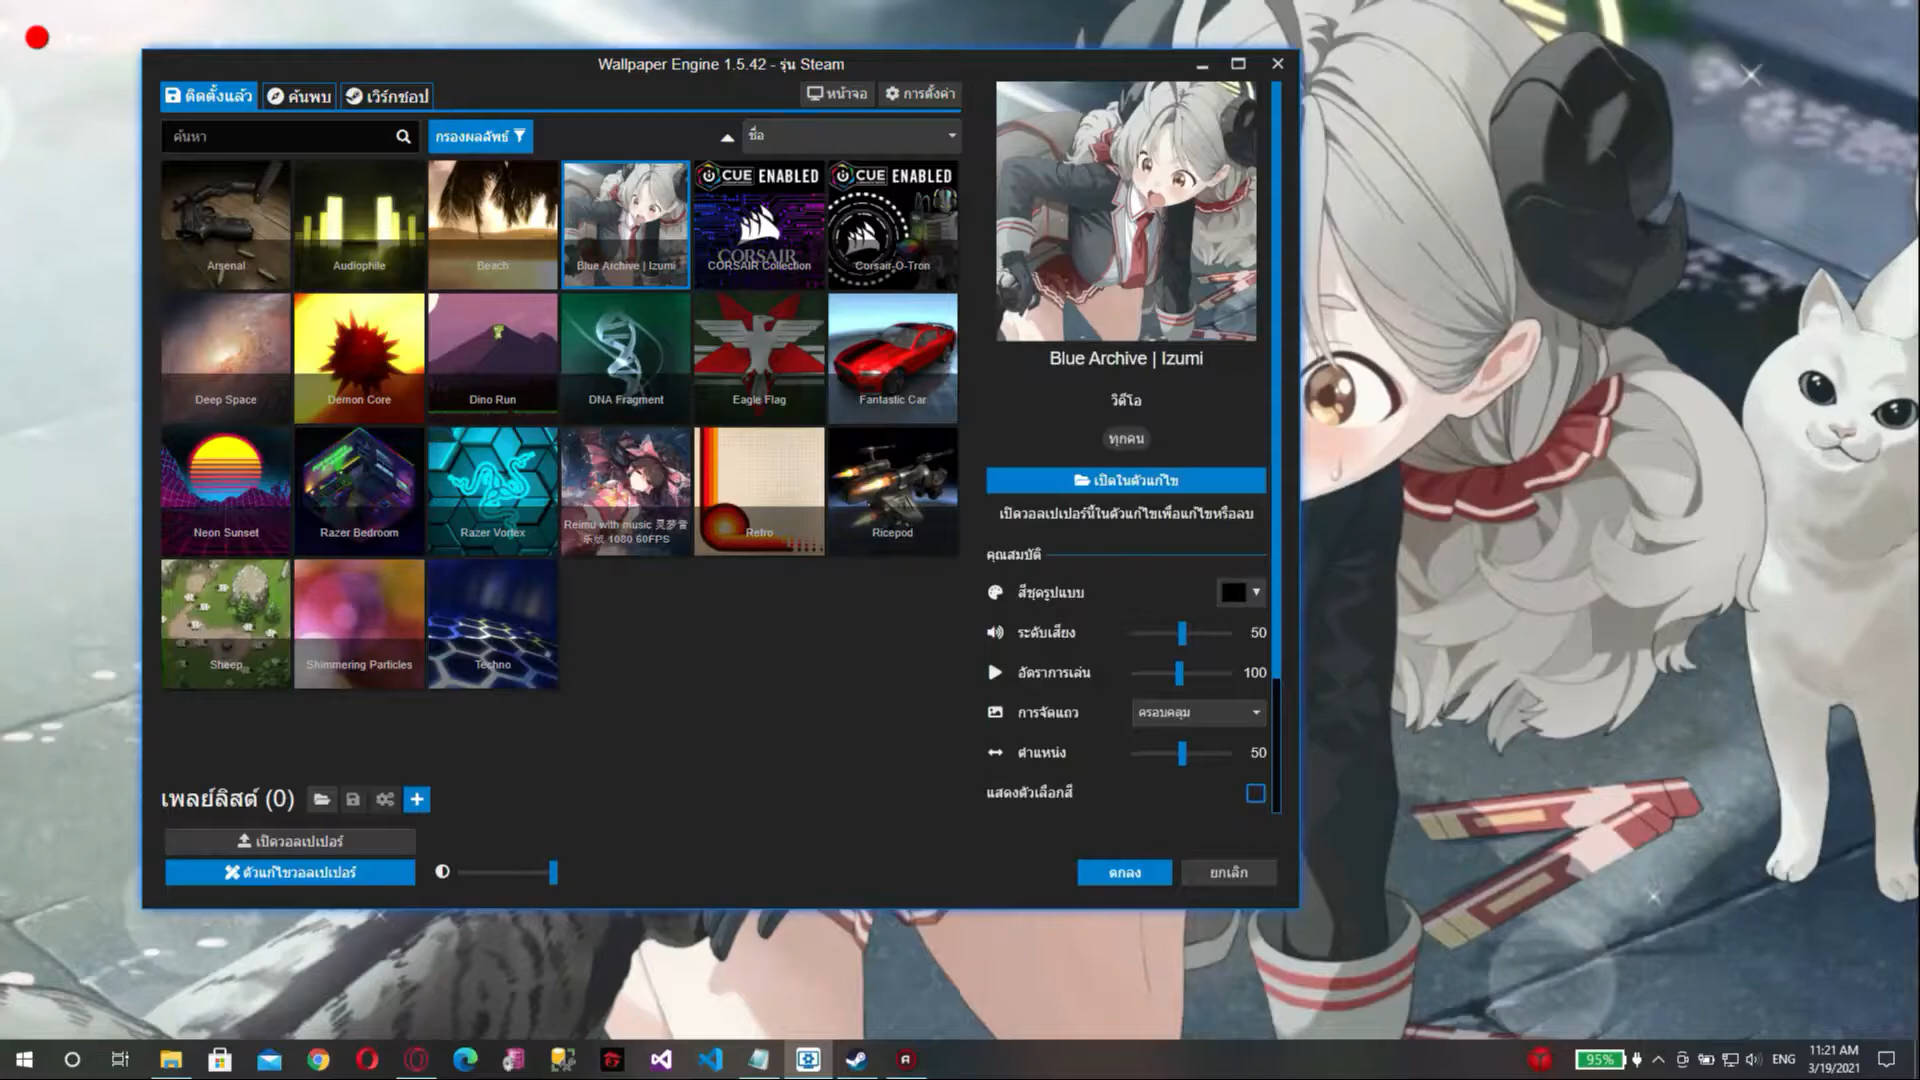 Wallpaper Engine 1.5.42 - รุ่น Steam
ติดตั้งแล้ว
ค้นพบ
เวิร์กชอป
หน้าจอ
การตั้งค่า
ค้นหา
กรองผลลัพธ์
ชื่อ
Arsenal
Audiophile
Beach
Blue Archive | Izumi
CUE ENABLED
CORSAIR
CORSAIR Collection
CUE ENABLED
Corsair-O-Tron
Deep Space
Demon Core
Dino Run
DNA Fragment
Eagle Flag
Fantastic Car
Neon Sunset
Razer Bedroom
Razer Vortex
Reimu with music 灵梦音
乐版 1080 60FPS
Retro
Ricepod
Sheep
Shimmering Particles
Techno
Blue Archive | Izumi
วิดีโอ
ทุกคน
เปิดในตัวแก้ไข
เปิดวอลเปเปอร์นี้ในตัวแก้ไขเพื่อแก้ไขหรือลบ
คุณสมบัติ
สีชุดรูปแบบ
ระดับเสียง 50
อัตราการเล่น 100
การจัดแถว ครอบคลุม
ตำแหน่ง 50
แสดงตัวเลือกสี
เพลย์ลิสต์ (0)
เปิดวอลเปเปอร์
ตัวแก้ไขวอลเปเปอร์
ตกลง
ยกเลิก
95%
ENG
11:21 AM
3/19/2021